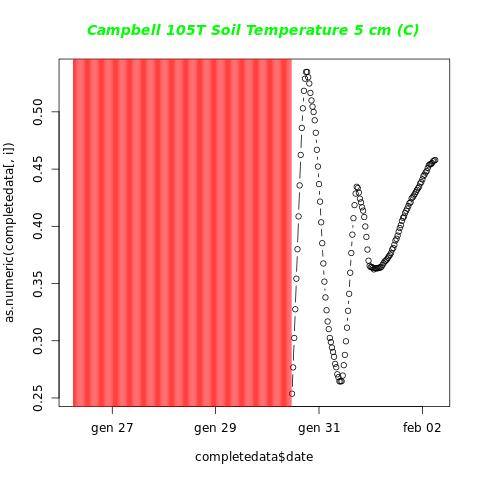 Campbell 105T Soil Temperature 5 cm (C)
as.numeric(completedata[, i])
0.50
0.45
0.40
0.35
0.30
0.25
gen 27 gen 29 gen 31 feb 02
completedata$date